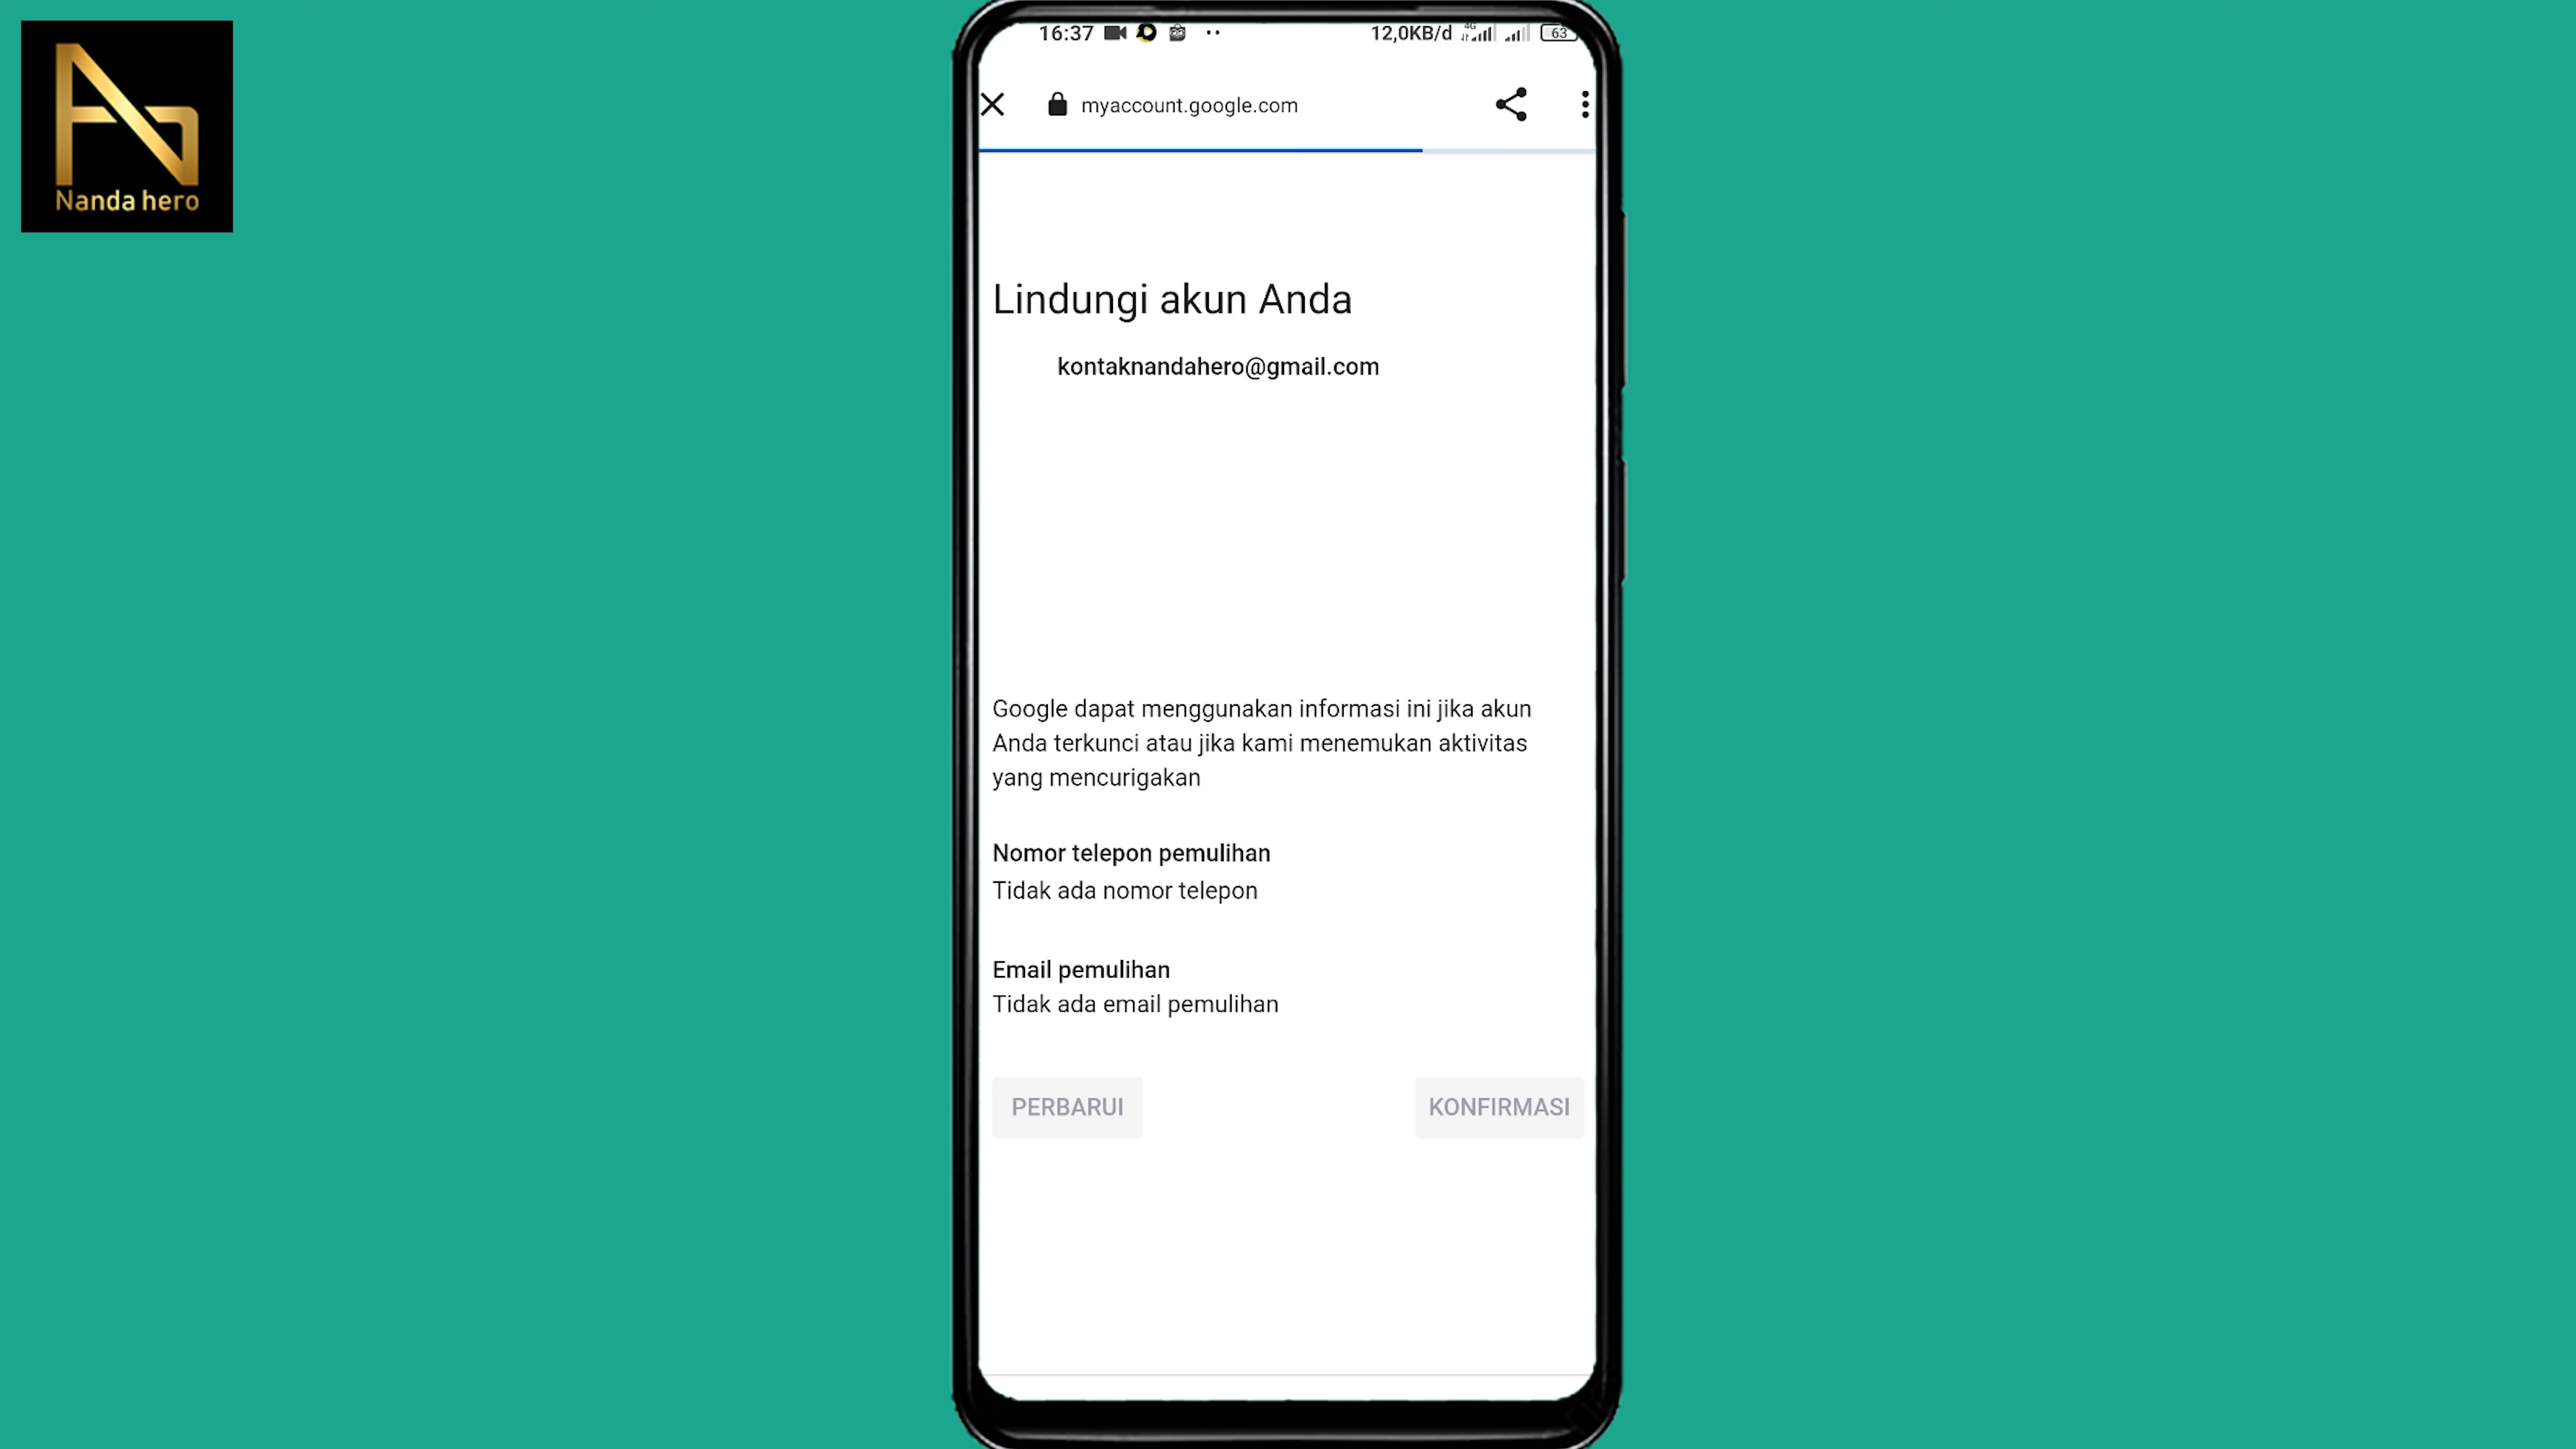 Nanda hero
16:37
12,0KB/d
4G
63
myaccount.google.com
Lindungi akun Anda
kontaknandahero@gmail.com
Google dapat menggunakan informasi ini jika akun
Anda terkunci atau jika kami menemukan aktivitas
yang mencurigakan
Nomor telepon pemulihan
Tidak ada nomor telepon
Email pemulihan
Tidak ada email pemulihan
PERBARUI
KONFIRMASI